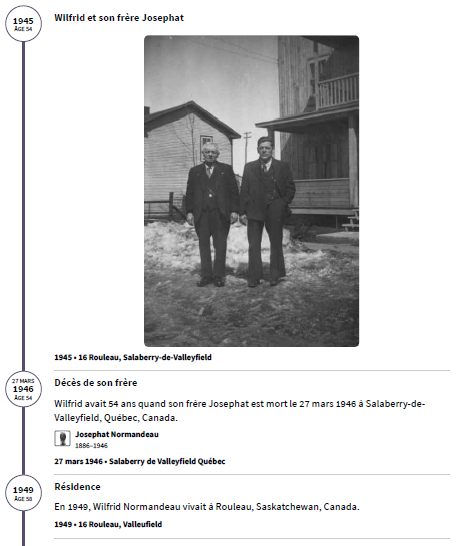 1945
ÂGE 54
Wilfrid et son frère Josephat
1945 • 16 Rouleau, Salaberry-de-Valleyfield
27 MARS
1946
ÂGE 54
Décès de son frère
Wilfrid avait 54 ans quand son frère Josephat est mort le 27 mars 1946 à Salaberry-de-
Valleyfield, Québec, Canada.
Josephat Normandeau
1886–1946
27 mars 1946 • Salaberry de Valleyfield Québec
1949
ÂGE 58
Résidence
En 1949, Wilfrid Normandeau vivait à Rouleau, Saskatchewan, Canada.
1949 • 16 Rouleau, Valleufield